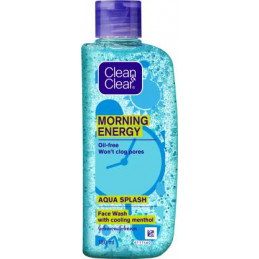 Clean &
Clear®
MORNING
ENERGY
Oil-free
Won't clog pores
AQUA SPLASH
Face Wash
with cooling menthol